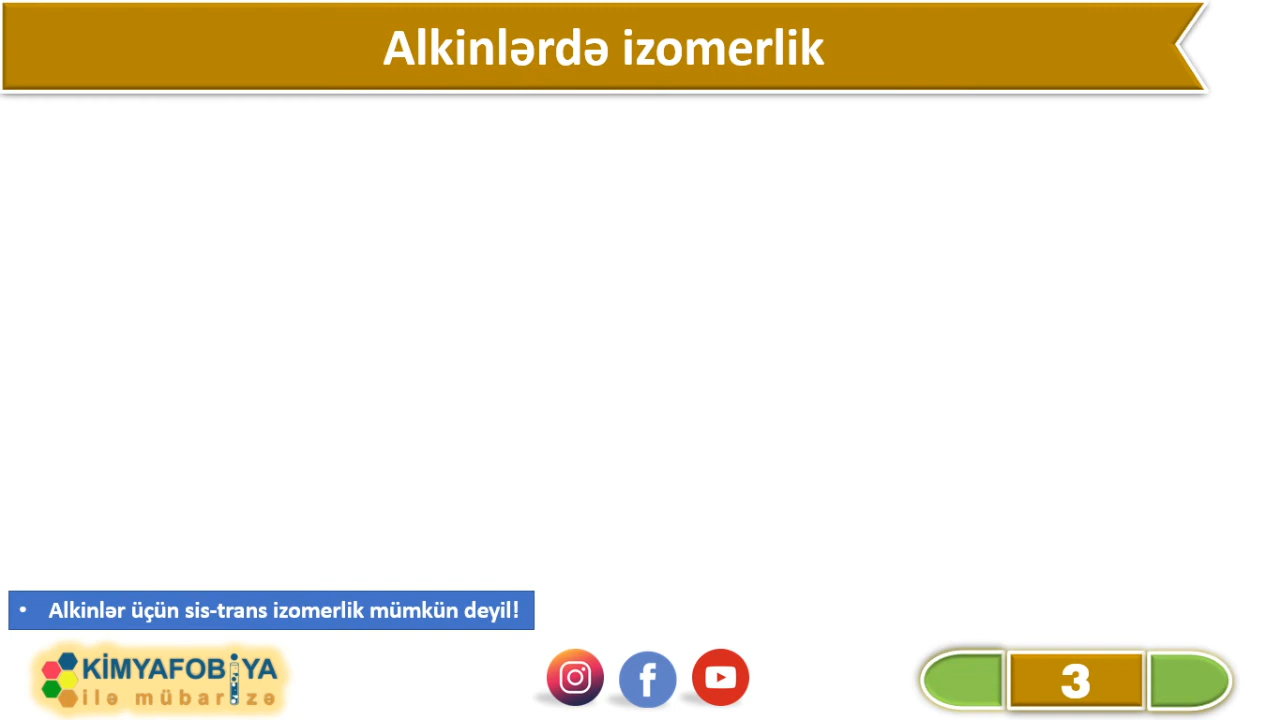 Alkinlərdə izomerlik
• Alkinlər üçün sis-trans izomerlik mümkün deyil!
KİMYAFOBİYA
ilə mübarizə
3